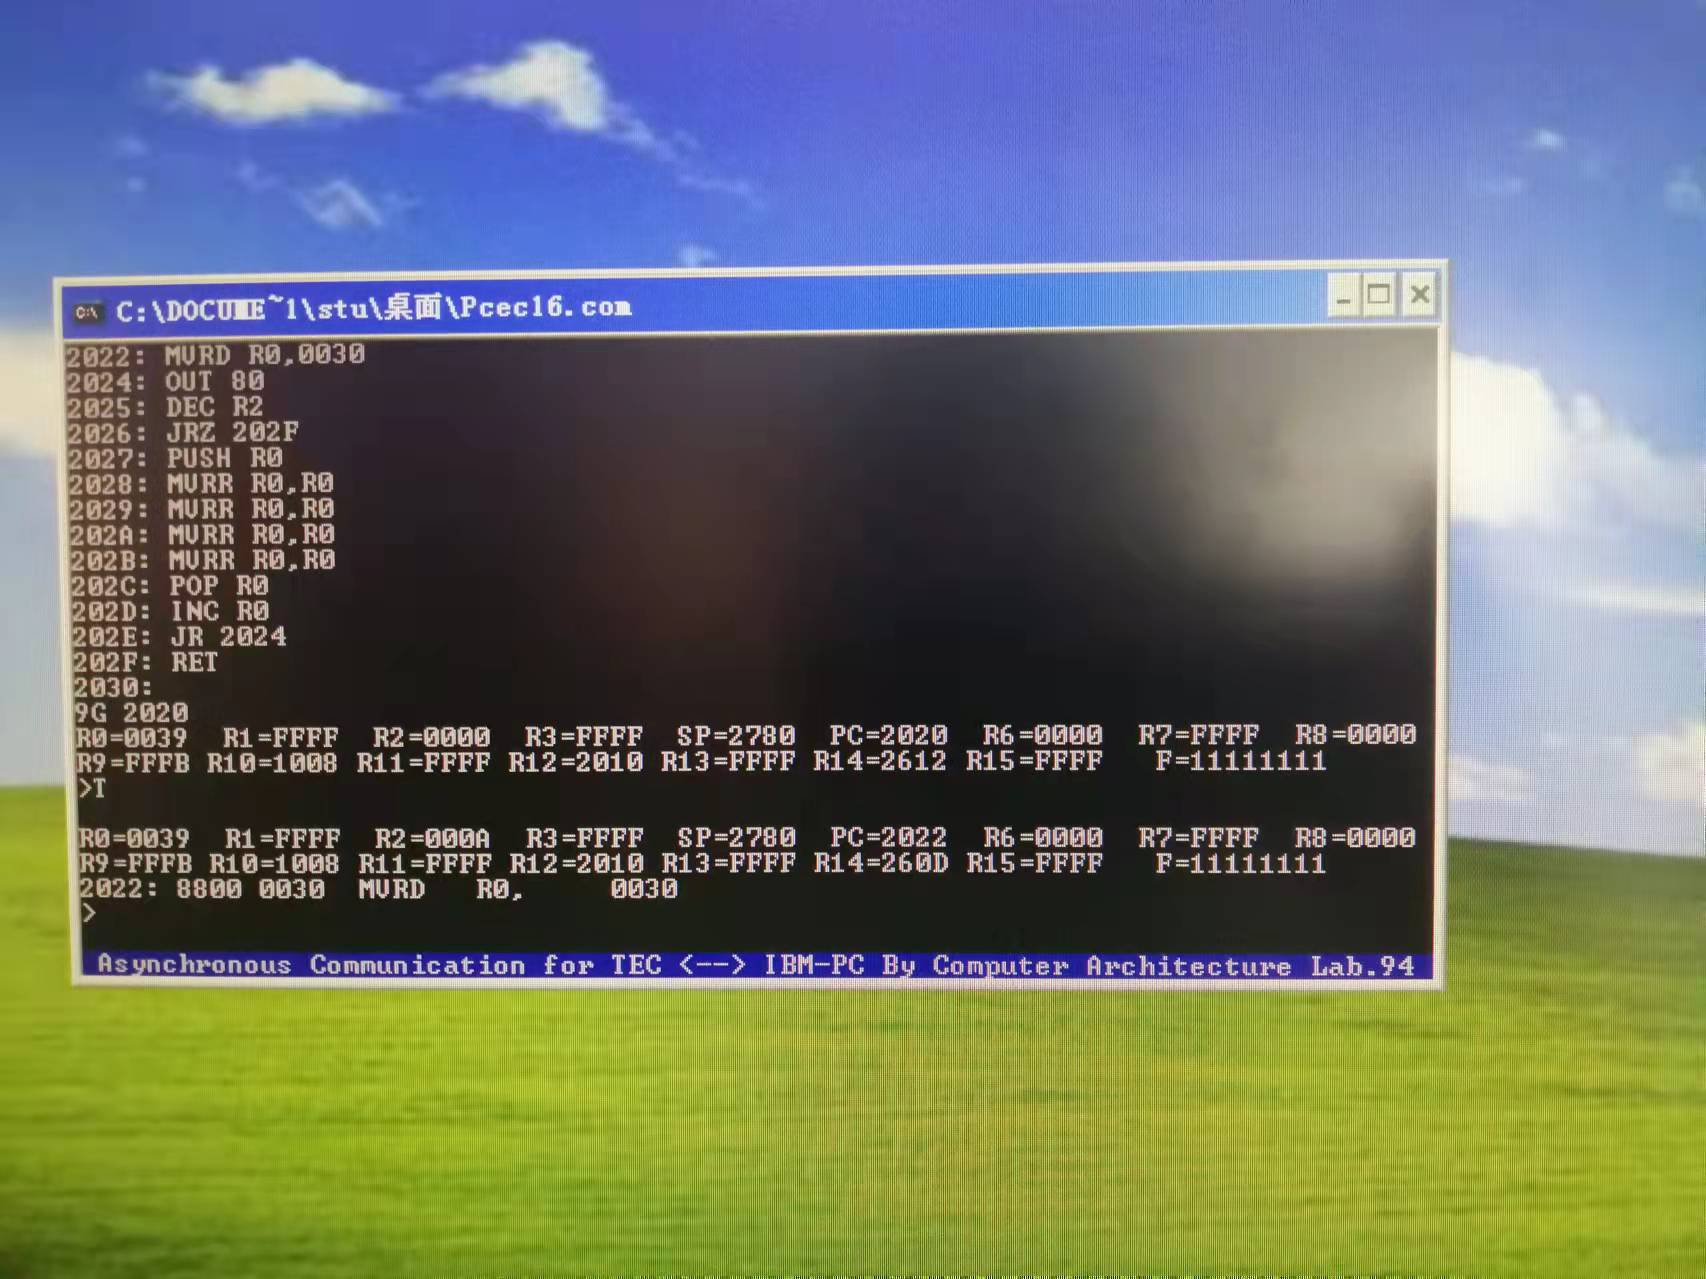 C:\DOCUME~1\stu\桌面\Pcec16.com
2022: MVRD R0,0030
2024: OUT 80
2025: DEC R2
2026: JRZ 202F
2027: PUSH R0
2028: MVRR R0,R0
2029: MVRR R0,R0
202A: MVRR R0,R0
202B: MVRR R0,R0
202C: POP R0
202D: INC R0
202E: JR 2024
202F: RET
2030:
9G 2020
R0=0039 R1=FFFF R2=0000 R3=FFFF SP=2780 PC=2020 R6=0000 R7=FFFF R8=0000
R9=FFFB R10=1008 R11=FFFF R12=2010 R13=FFFF R14=2612 R15=FFFF F=11111111
>T
R0=0039 R1=FFFF R2=000A R3=FFFF SP=2780 PC=2022 R6=0000 R7=FFFF R8=0000
R9=FFFB R10=1008 R11=FFFF R12=2010 R13=FFFF R14=260D R15=FFFF F=11111111
2022: 8800 0030 MVRD R0, 0030
>
Asynchronous Communication for TEC <--> IBM-PC By Computer Architecture Lab.94